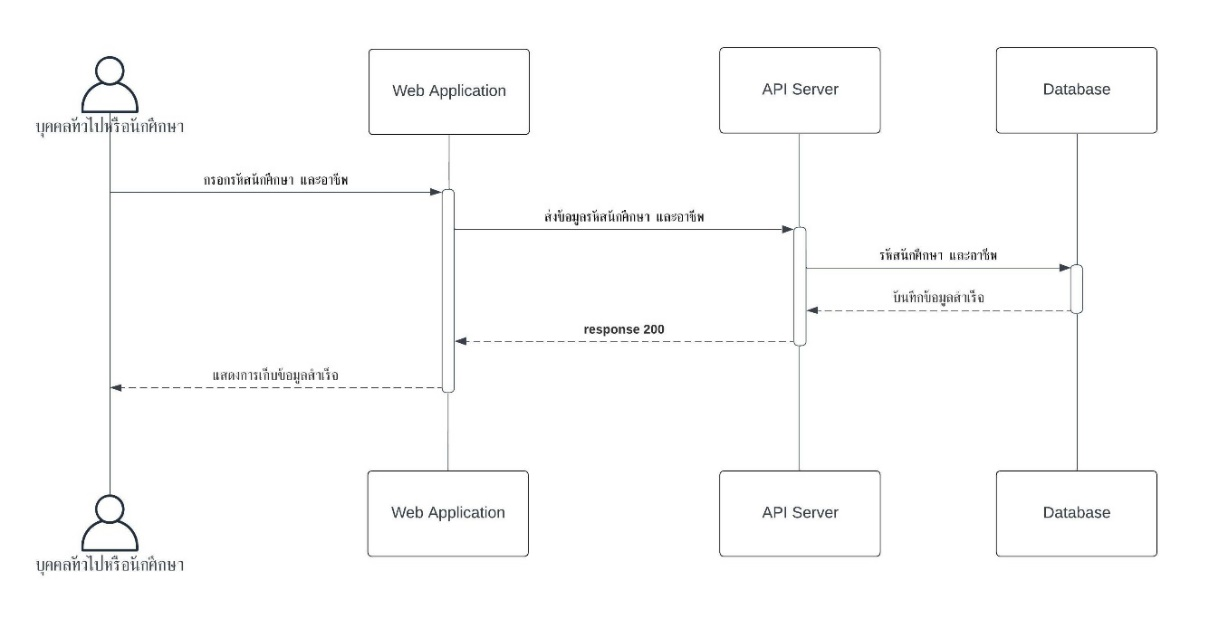 Web Application
API Server
Database
บุคคลทั่วไปหรือนักศึกษา
กรอกรหัสนักศึกษา และอาชีพ
ส่งข้อมูลรหัสนักศึกษา และอาชีพ
รหัสนักศึกษา และอาชีพ
บันทึกข้อมูลสำเร็จ
response 200
แสดงการเก็บข้อมูลสำเร็จ
Web Application
API Server
Database
บุคคลทั่วไปหรือนักศึกษา